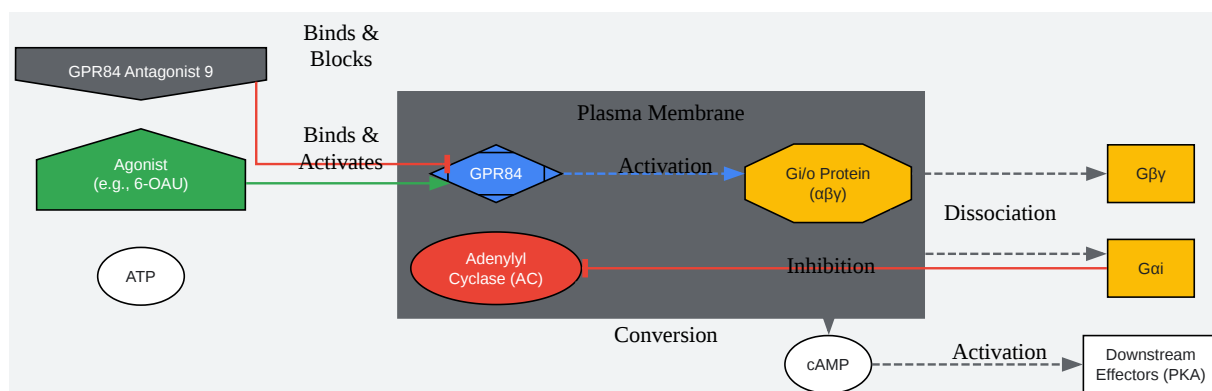 Binds &
Blocks
GPR84 Antagonist 9
Plasma Membrane
Binds &
Activates
Agonist
(e.g., 6-OAU)
GPR84
Activation
Gi/o Protein
(αβγ)
Gβγ
Dissociation
ATP
Adenylyl
Cyclase (AC)
Inhibition
Gαi
Conversion
cAMP
Activation
Downstream
Effectors (PKA)